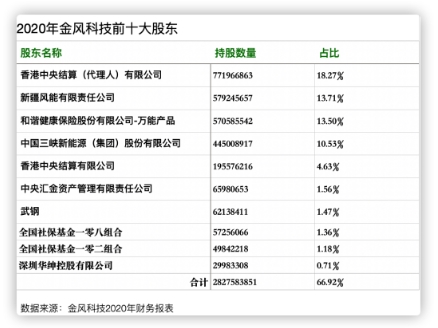 2020年金风科技前十大股东
股东名称 持股数量 占比
香港中央结算（代理人）有限公司 771966863 18.27%
新疆风能有限责任公司 579245657 13.71%
和谐健康保险股份有限公司-万能产品 570585542 13.50%
中国三峡新能源（集团）股份有限公司 445008917 10.53%
香港中央结算有限公司 195576216 4.63%
中央汇金资产管理有限责任公司 65980653 1.56%
武钢 62138411 1.47%
全国社保基金一零八组合 57256066 1.36%
全国社保基金一零二组合 49842218 1.18%
深圳华绅控股有限公司 29983308 0.71%
合计 2827583851 66.92%
数据来源：金风科技2020年财务报表